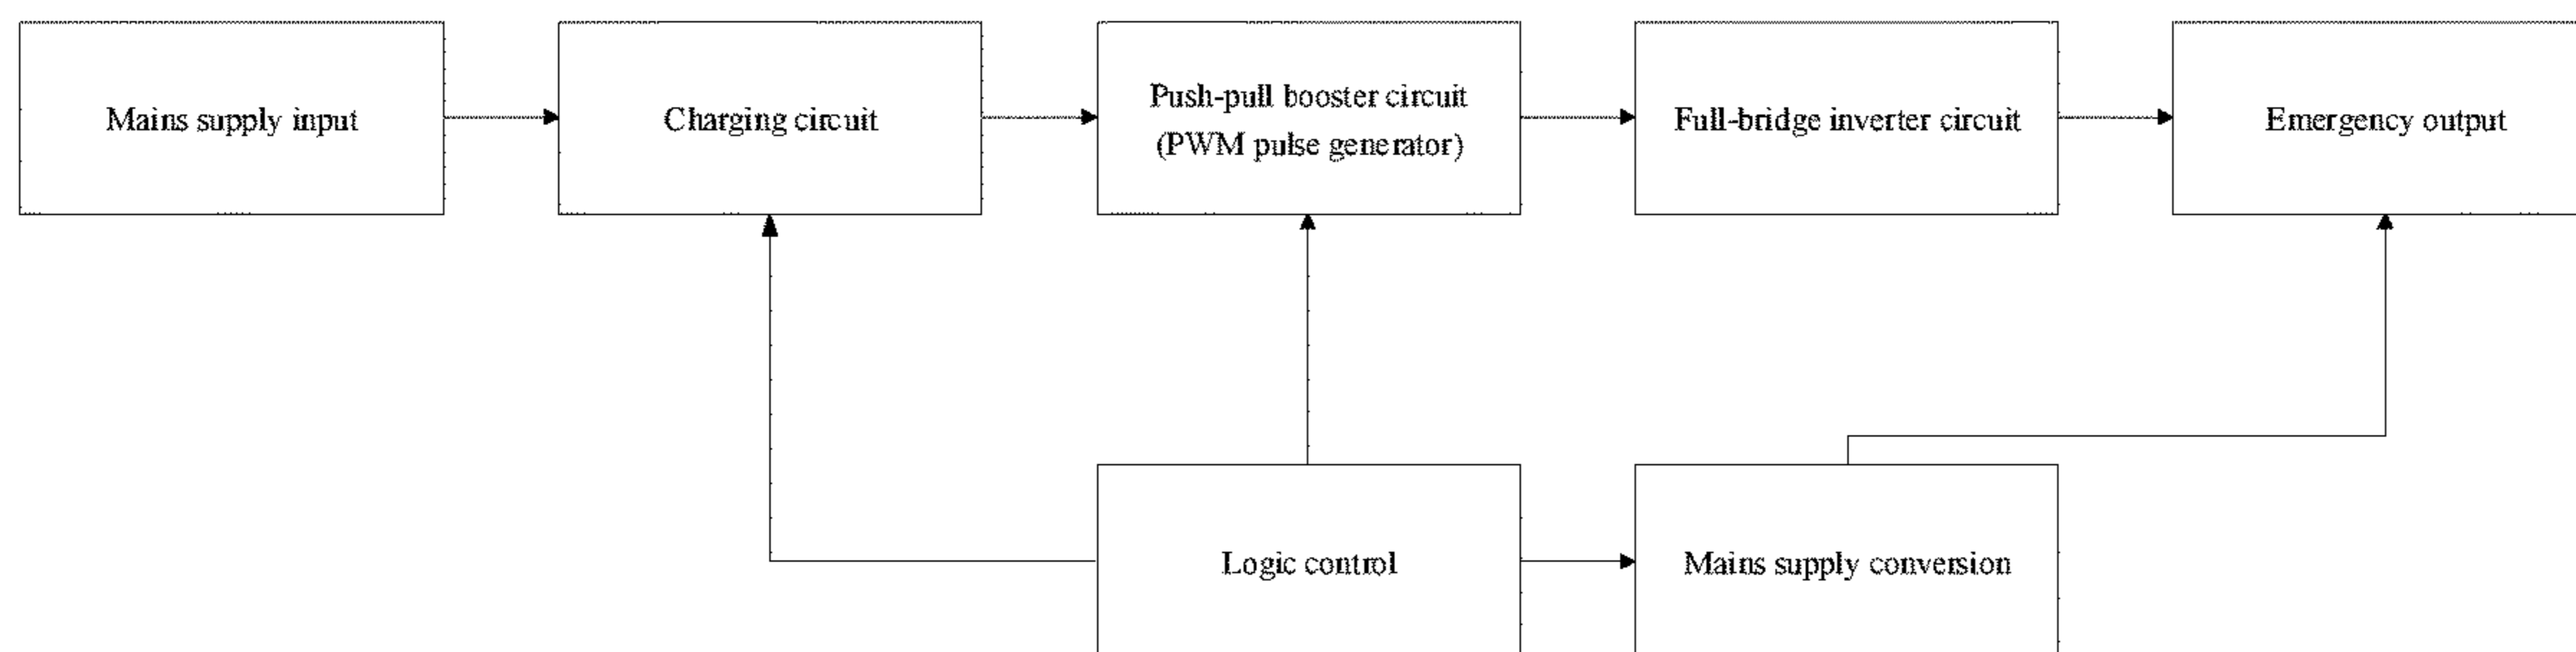 Mains supply input
Charging circuit
Push-pull booster circuit
(PWM pulse generator)
Full-bridge inverter circuit
Emergency output
Logic control
Mains supply conversion